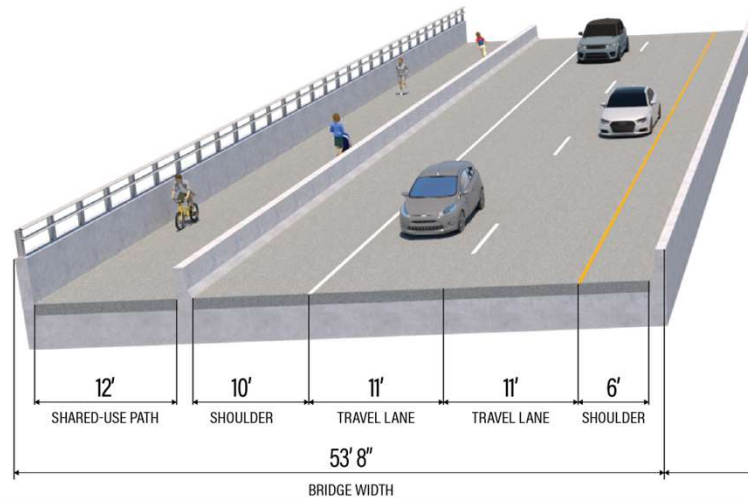 12'
SHARED-USE PATH
10'
SHOULDER
11'
TRAVEL LANE
11'
TRAVEL LANE
6'
SHOULDER
53' 8"
BRIDGE WIDTH